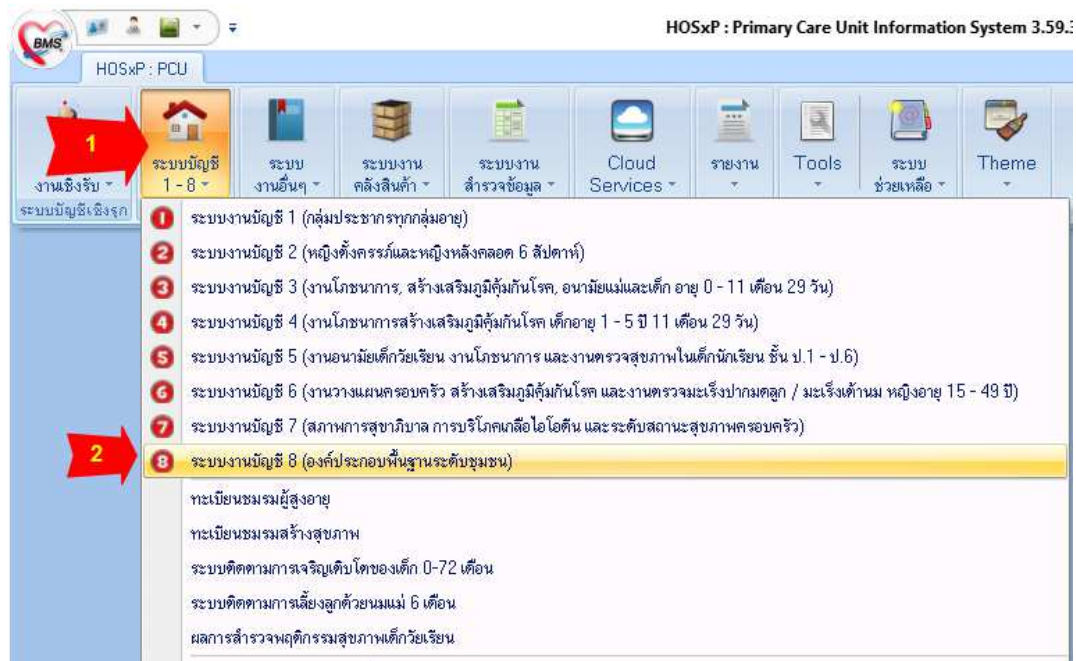 BMS
HOSxP : Primary Care Unit Information System 3.59.3
HOSxP : PCU
1
งานเชิงรับ
ระบบบัญชี
1 - 8
ระบบ
งานอื่นๆ
ระบบงาน
คลังสินค้า
ระบบงาน
สำรวจข้อมูล
Cloud
Services
รายงาน
Tools
ระบบ
ช่วยเหลือ
Theme
ระบบบัญชีเชิงรุก
1 ระบบงานบัญชี 1 (กลุ่มประชากรทุกกลุ่มอายุ)
2 ระบบงานบัญชี 2 (หญิงตั้งครรภ์และหญิงหลังคลอด 6 สัปดาห์)
3 ระบบงานบัญชี 3 (งานโภชนาการ, สร้างเสริมภูมิคุ้มกันโรค, อนามัยแม่และเด็ก อายุ 0 - 11 เดือน 29 วัน)
4 ระบบงานบัญชี 4 (งานโภชนาการสร้างเสริมภูมิคุ้มกันโรค เด็กอายุ 1 - 5 ปี 11 เดือน 29 วัน)
5 ระบบงานบัญชี 5 (งานอนามัยเด็กวัยเรียน งานโภชนาการ และงานตรวจสุขภาพในเด็กนักเรียน ชั้น ป.1 - ป.6)
6 ระบบงานบัญชี 6 (งานวางแผนครอบครัว สร้างเสริมภูมิคุ้มกันโรค และงานตรวจมะเร็งปากมดลูก / มะเร็งเต้านม หญิงอายุ 15 - 49 ปี)
7 ระบบงานบัญชี 7 (สภาพการสุขาภิบาล การบริโภคเกลือไอโอดีน และระดับสถานะสุขภาพครอบครัว)
2
8 ระบบงานบัญชี 8 (องค์ประกอบพื้นฐานระดับชุมชน)
ทะเบียนชมรมผู้สูงอายุ
ทะเบียนชมรมสร้างสุขภาพ
ระบบติดตามการเจริญเติบโตของเด็ก 0-72 เดือน
ระบบติดตามการเลี้ยงลูกด้วยนมแม่ 6 เดือน
ผลการสำรวจพฤติกรรมสุขภาพเด็กวัยเรียน